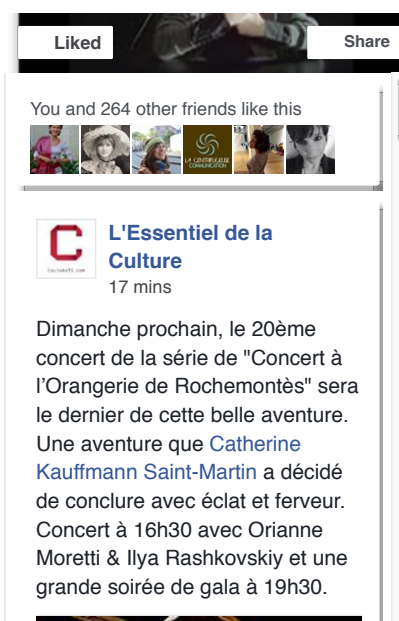 Liked
Share
You and 264 other friends like this
LA CENTRIFUGEUSE
COMMUNICATION
C
L'Essentiel de la
Culture
17 mins
Dimanche prochain, le 20ème
concert de la série de "Concert à
l'Orangerie de Rochemontès" sera
le dernier de cette belle aventure.
Une aventure que Catherine
Kauffmann Saint-Martin a décidé
de conclure avec éclat et ferveur.
Concert à 16h30 avec Orianne
Moretti & Ilya Rashkovskiy et une
grande soirée de gala à 19h30.